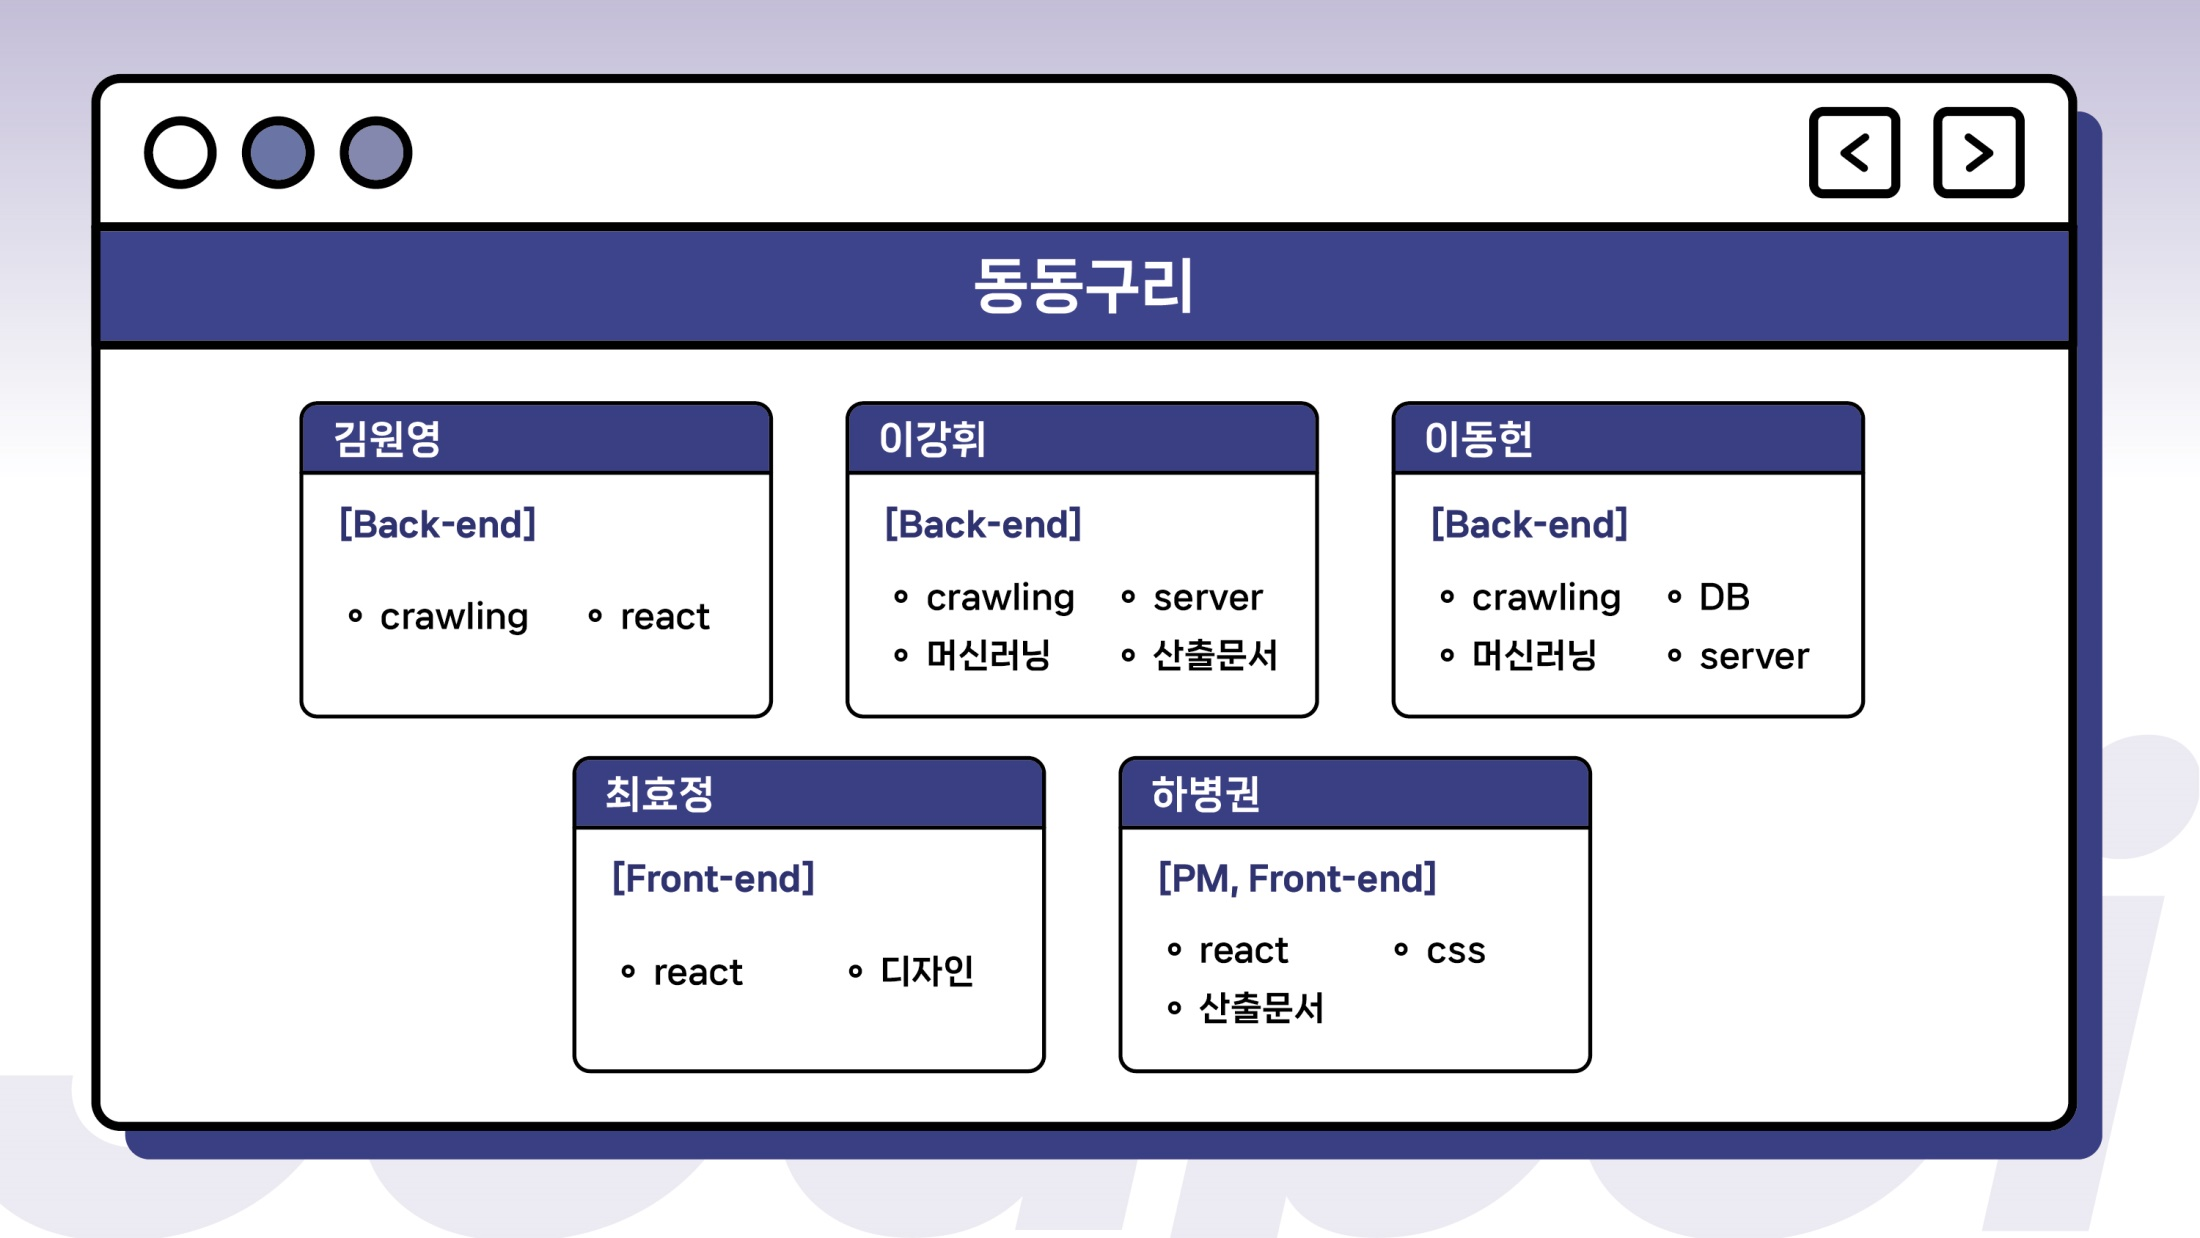 동동구리
김원영
[Back-end]
crawling
react
이강휘
[Back-end]
crawling
server
머신러닝
산출문서
이동헌
[Back-end]
crawling
DB
머신러닝
server
최효정
[Front-end]
react
디자인
하병권
[PM, Front-end]
react
css
산출문서